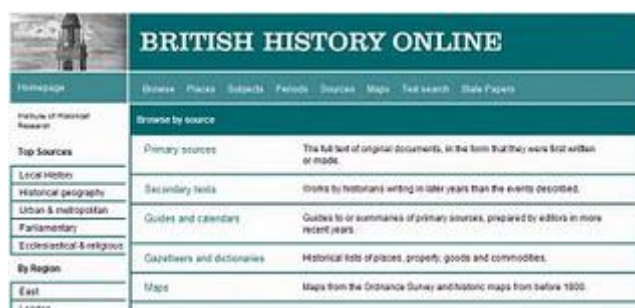 BRITISH HISTORY ONLINE
Homepage
Browse Places Subjects Periods Sources Maps Text search State Papers
Institute of Historical
Research
Browse by source
Top Sources
Local History
Historical geography
Urban & metropolitan
Parliamentary
Ecclesiastical & religious
By Region
East
London
Primary sources
The full text of original documents, in the form that they were first written
or made.
Secondary texts
Works by historians writing in later years than the events described.
Guides and calendars
Guides to or summaries of primary sources, prepared by editors in more
recent years.
Gazetteers and dictionaries
Historical lists of places, property, goods and commodities.
Maps
Maps from the Ordnance Survey and historic maps from before 1800.